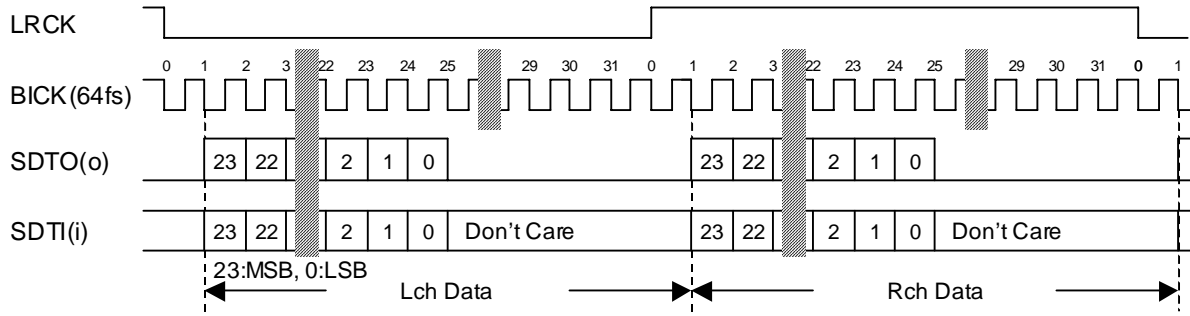 LRCK
0 1 2 3 22 23 24 25 29 30 31 0 1 2 3 22 23 24 25 29 30 31 0 1
BICK(64fs)
SDTO(o) 23 22 2 1 0 23 22 2 1 0
SDTI(i) 23 22 2 1 0 Don't Care 23 22 2 1 0 Don't Care
23:MSB, 0:LSB
Lch Data Rch Data